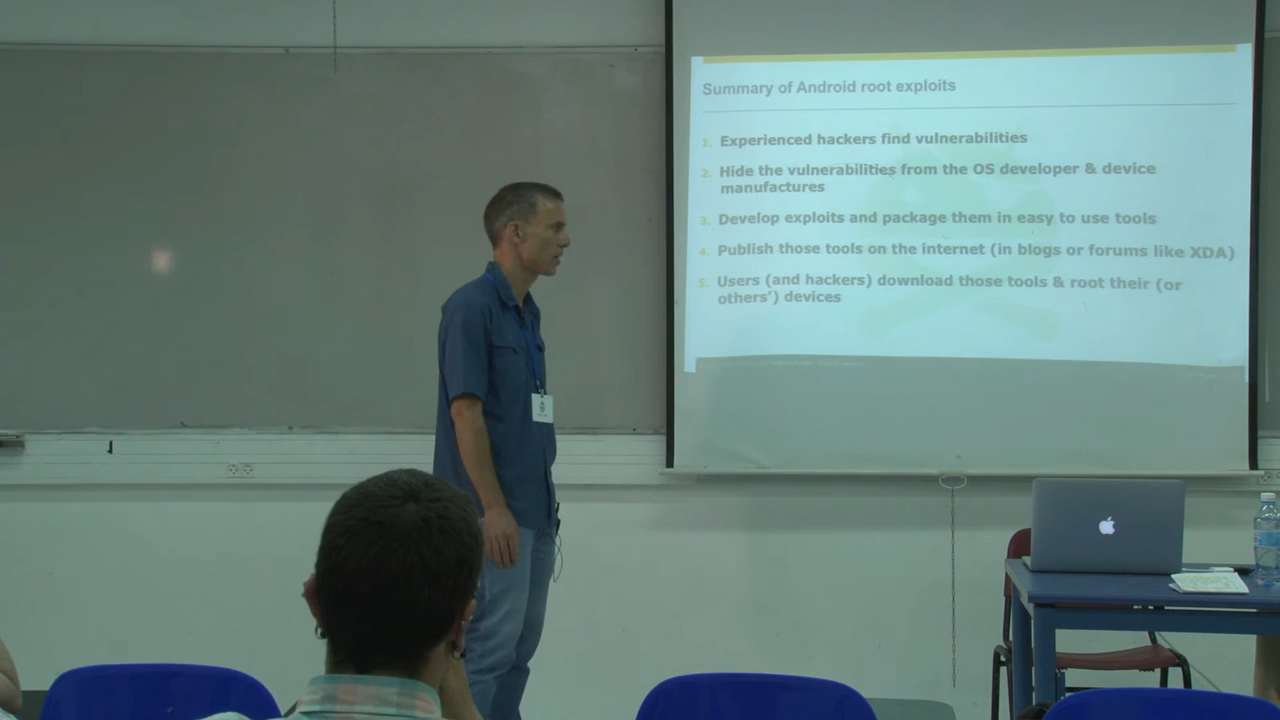 Summary of Android root exploits
1. Experienced hackers find vulnerabilities
2. Hide the vulnerabilities from the OS developer & device
manufactures
3. Develop exploits and package them in easy to use tools
4. Publish those tools on the internet (in blogs or forums like XDA)
5. Users (and hackers) download those tools & root their (or
others') devices